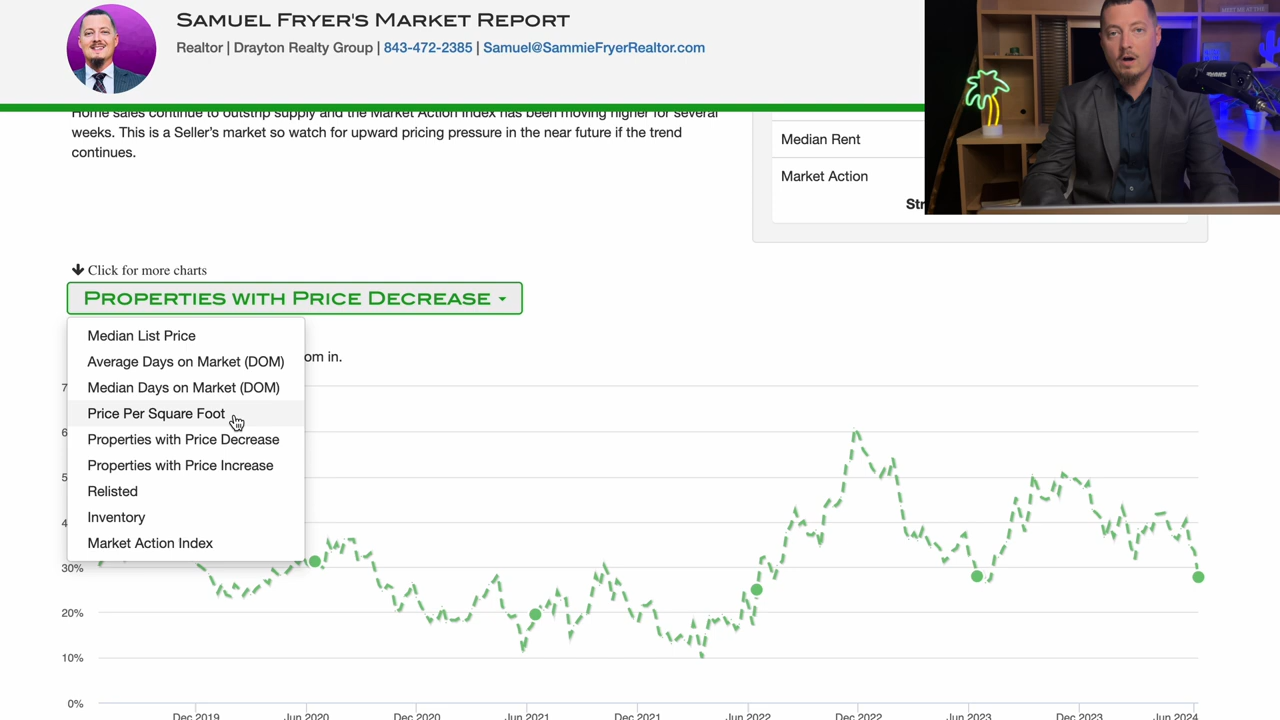 SAMUEL FRYER'S MARKET REPORT
Realtor | Drayton Realty Group | 843-472-2385 | Samuel@SammieFryerRealtor.com
Home sales continue to outstrip supply and the Market Action Index has been moving higher for several
weeks. This is a Seller's market so watch for upward pricing pressure in the near future if the trend
continues.
Median Rent
Market Action
Str
Click for more charts
PROPERTIES WITH PRICE DECREASE
Median List Price
Average Days on Market (DOM)
om in.
Median Days on Market (DOM)
Price Per Square Foot
Properties with Price Decrease
Properties with Price Increase
Relisted
Inventory
Market Action Index
7
6
5
4
30%
20%
10%
0%
Dec 2019 Jun 2020 Dec 2020 Jun 2021 Dec 2021 Jun 2022 Dec 2022 Jun 2023 Dec 2023 Jun 2024